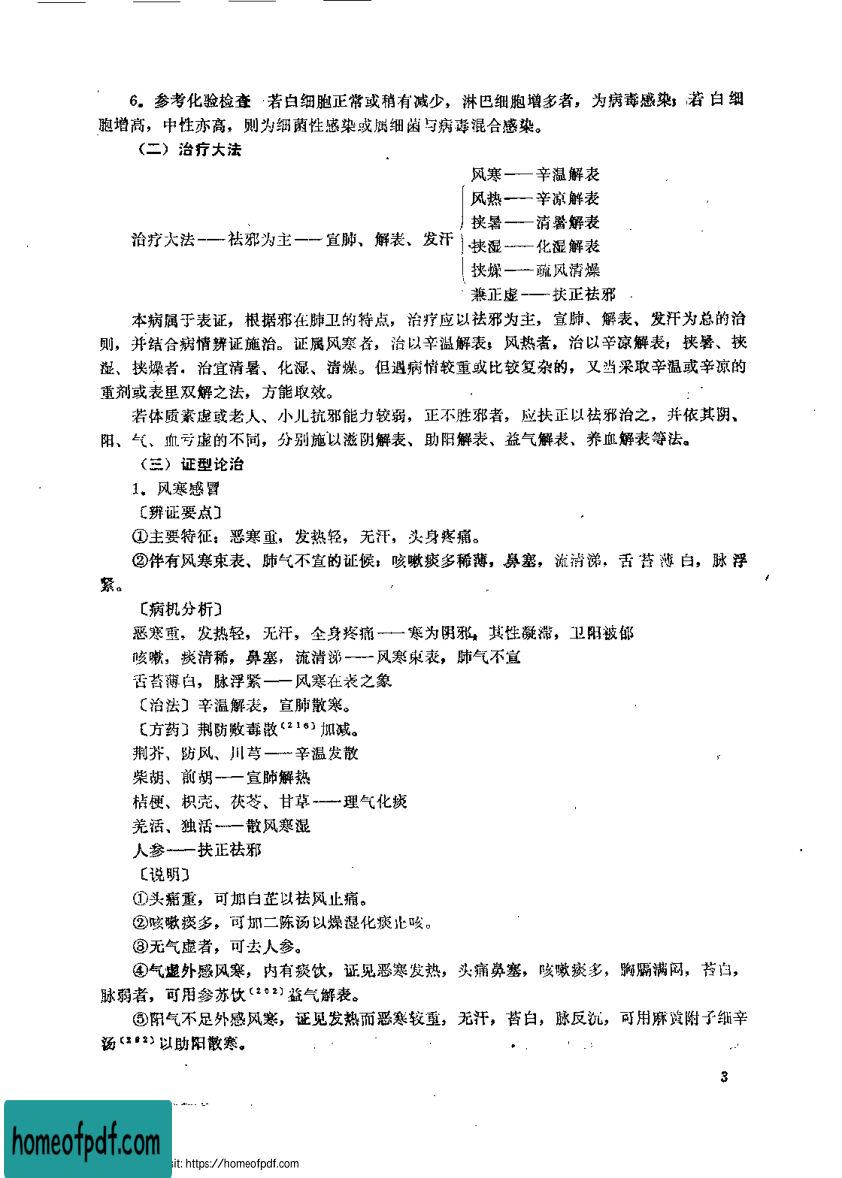 6。参考化验检查 若白细胞正常或稍有减少，淋巴细胞增多者，为病毒感染；若白细
胞增高，中性亦高，则为细菌性感染或属细菌与病毒混合感染。
（二）治疗大法
风寒——辛温解表
风热——辛凉解表
挟暑——清暑解表
治疗大法——祛邪为主——宣肺、解表、发汗
挟湿——化湿解表
挟燥——疏风清燥
兼正虚——扶正祛邪
本病属于表证，根据邪在肺卫的特点，治疗应以祛邪为主，宣肺、解表、发汗为总的治
则，并结合病情辨证施治。证属风寒者，治以辛温解表；风热者，治以辛凉解表；挟暑、挟
湿、挟燥者．治宜清暑、化湿、清燥。但遇病情较重或比较复杂的，又当采取辛温或辛凉的
重剂或表里双解之法，方能取效。
若体质素虚或老人、小儿抗邪能力较弱，正不胜邪者，应扶正以祛邪治之，并依其阴、
阳、气、血亏虚的不同，分别施以滋阴解表、助阳解表、益气解表、养血解表等法。
（三）证型论治
1．风寒感冒
〔辨证要点〕
①主要特征：恶寒重，发热轻，无汗，头身疼痛。
②伴有风寒束表、肺气不宣的证候：咳嗽痰多稀薄，鼻塞，流清涕，舌苔薄白，脉浮
紧。
〔病机分析〕
恶寒重，发热轻，无汗，全身疼痛——寒为阴邪，其性凝滞，卫阳被郁
咳嗽，痰清稀，鼻塞，流清涕——风寒束表，肺气不宣
舌苔薄白，脉浮紧——风寒在表之象
〔治法〕辛温解表，宣肺散寒。
〔方药〕荆防败毒散〔216〕加减。
荆芥、防风、川芎——辛温发散
柴胡、前胡——宣肺解热
桔梗、枳壳、茯苓、甘草——理气化痰
羌活、独活——散风寒湿
人参——扶正祛邪
〔说明〕
①头痛重，可加白芷以祛风止痛。
②咳嗽痰多，可加二陈汤以燥湿化痰止咳。
③无气虚者，可去人参。
④气虚外感风寒，内有痰饮，证见恶寒发热，头痛鼻塞，咳嗽痰多，胸膈满闷，苔白，
脉弱者，可用参苏饮〔202〕益气解表。
⑤阳气不足外感风寒，证见发热而恶寒较重，无汗，苔白，脉反沉，可用麻黄附子细辛
汤以助阳散寒。
3
homeofpdf.com
sit: https://homeofpdf.com